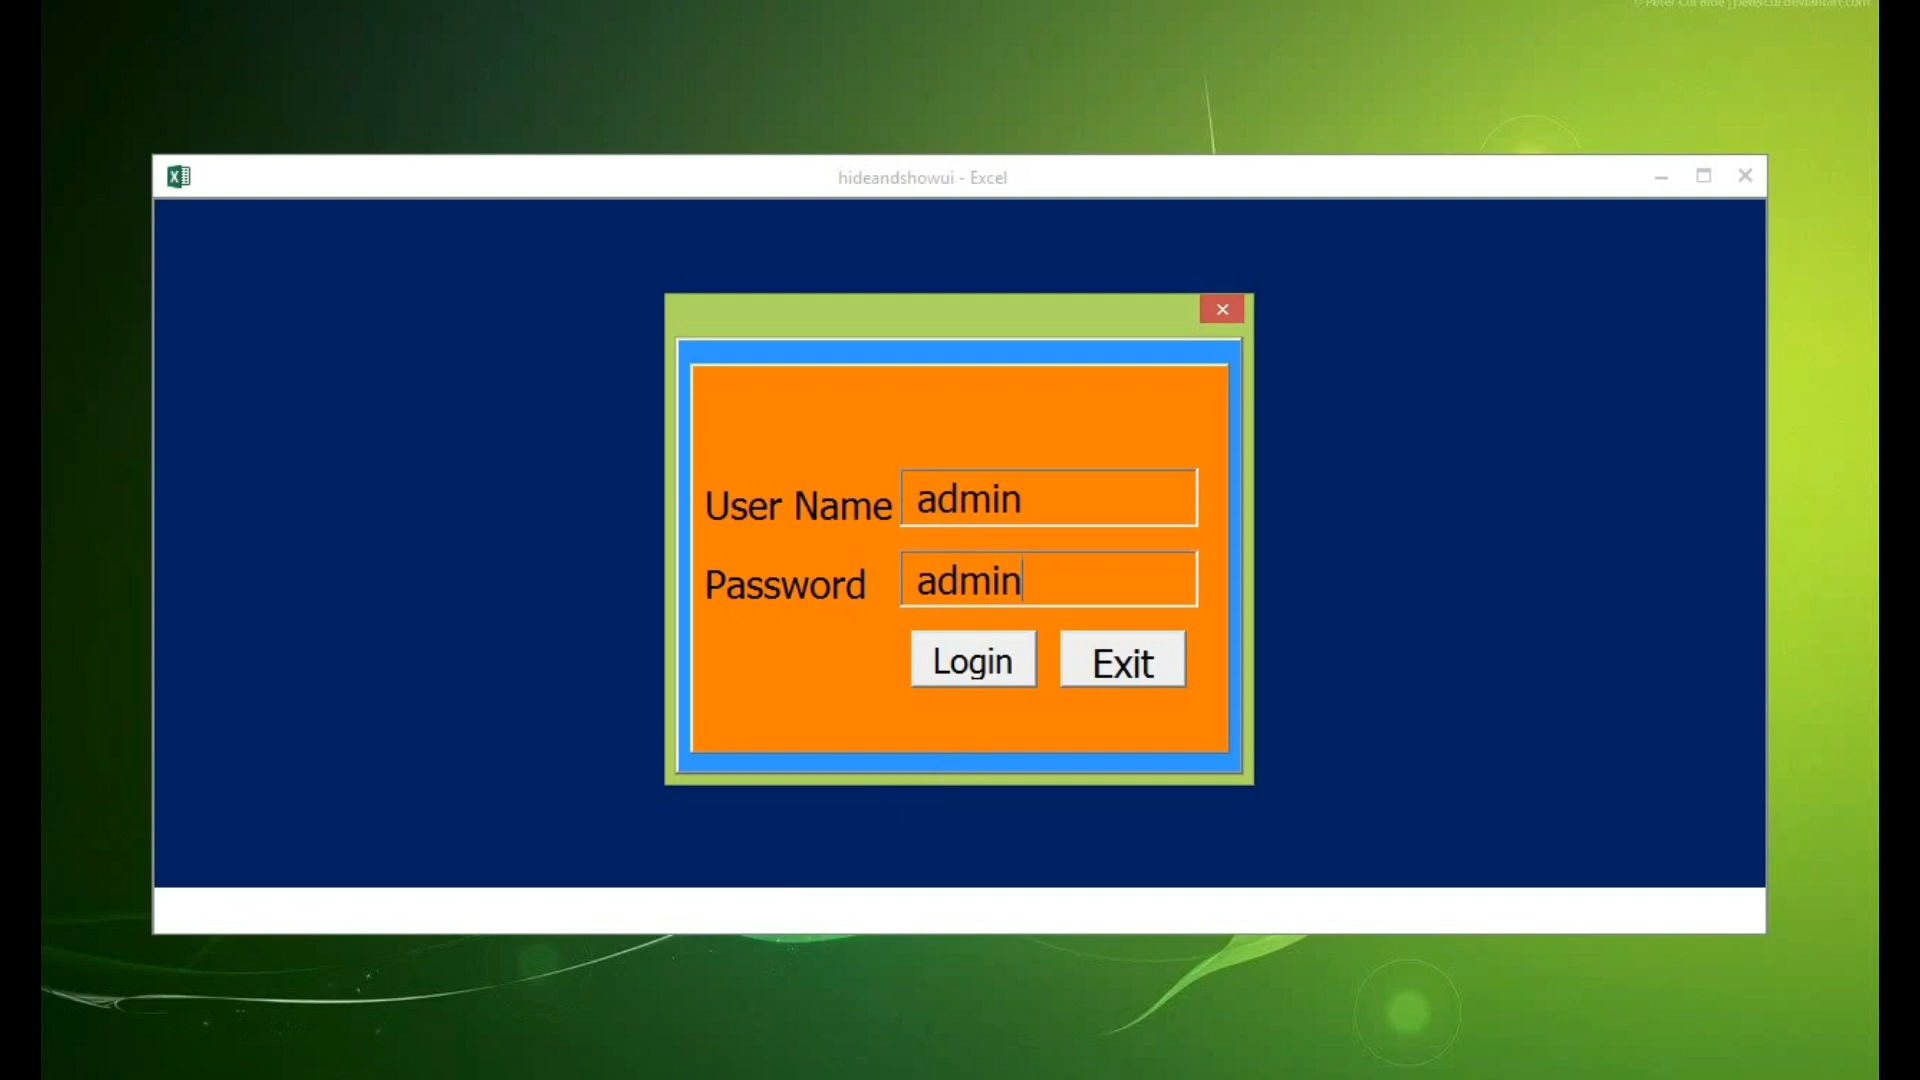 hideandshowui - Excel
User Name admin
Password admin
Login Exit